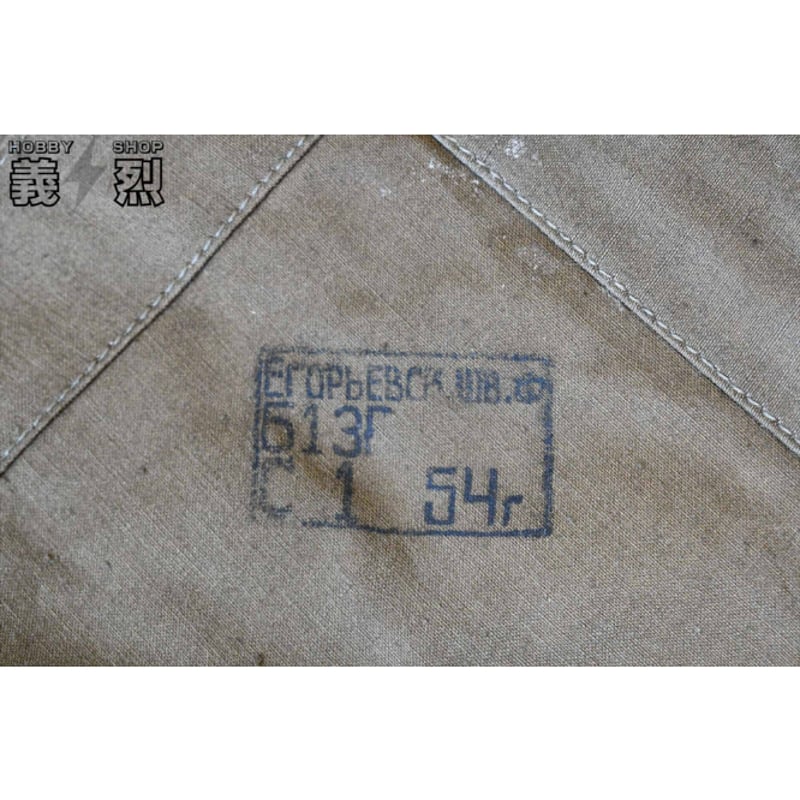 HOBBY SHOP
義烈
ЕГОРЬЕВСК.ШВ.Ф
613Г
С 1 54г